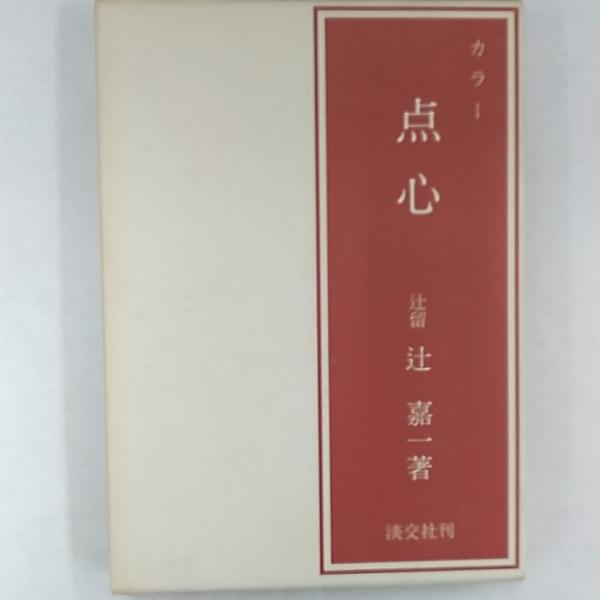 カラー
点心
辻留
辻嘉一著
淡交社刊